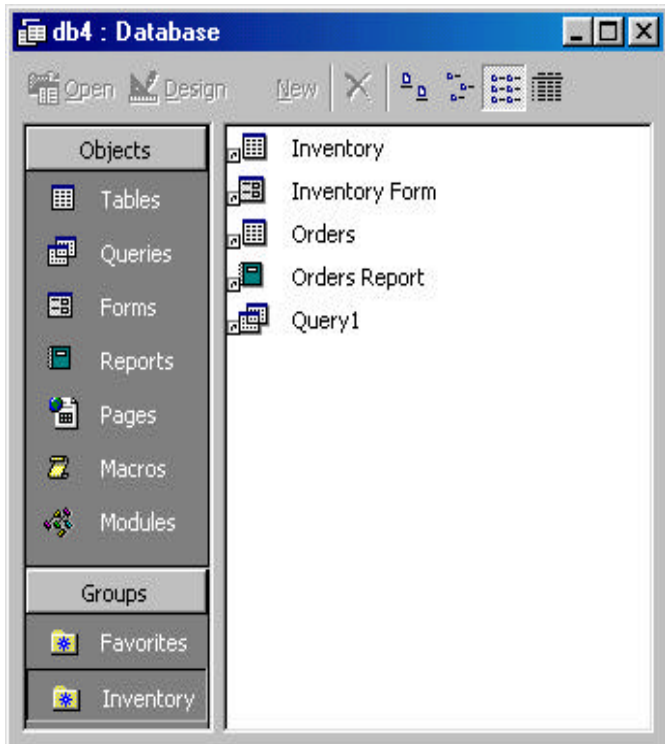 db4 : Database
Open Design New
Objects
Tables
Queries
Forms
Reports
Pages
Macros
Modules
Groups
Favorites
Inventory
Inventory
Inventory Form
Orders
Orders Report
Query1